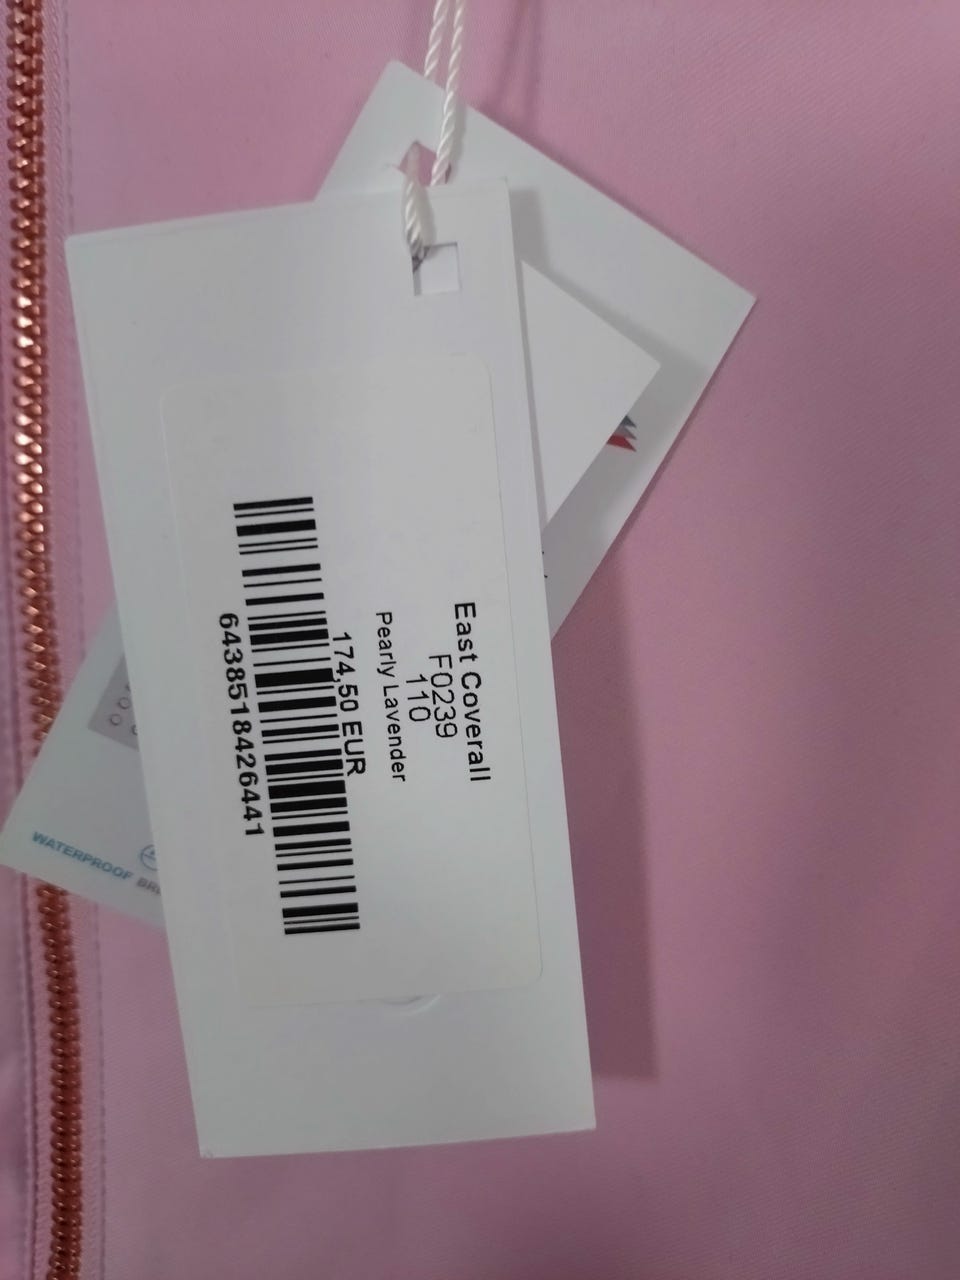 East Coverall
F0239
110
Pearly Lavender
174,50 EUR
6438518426441
WATERPROOF